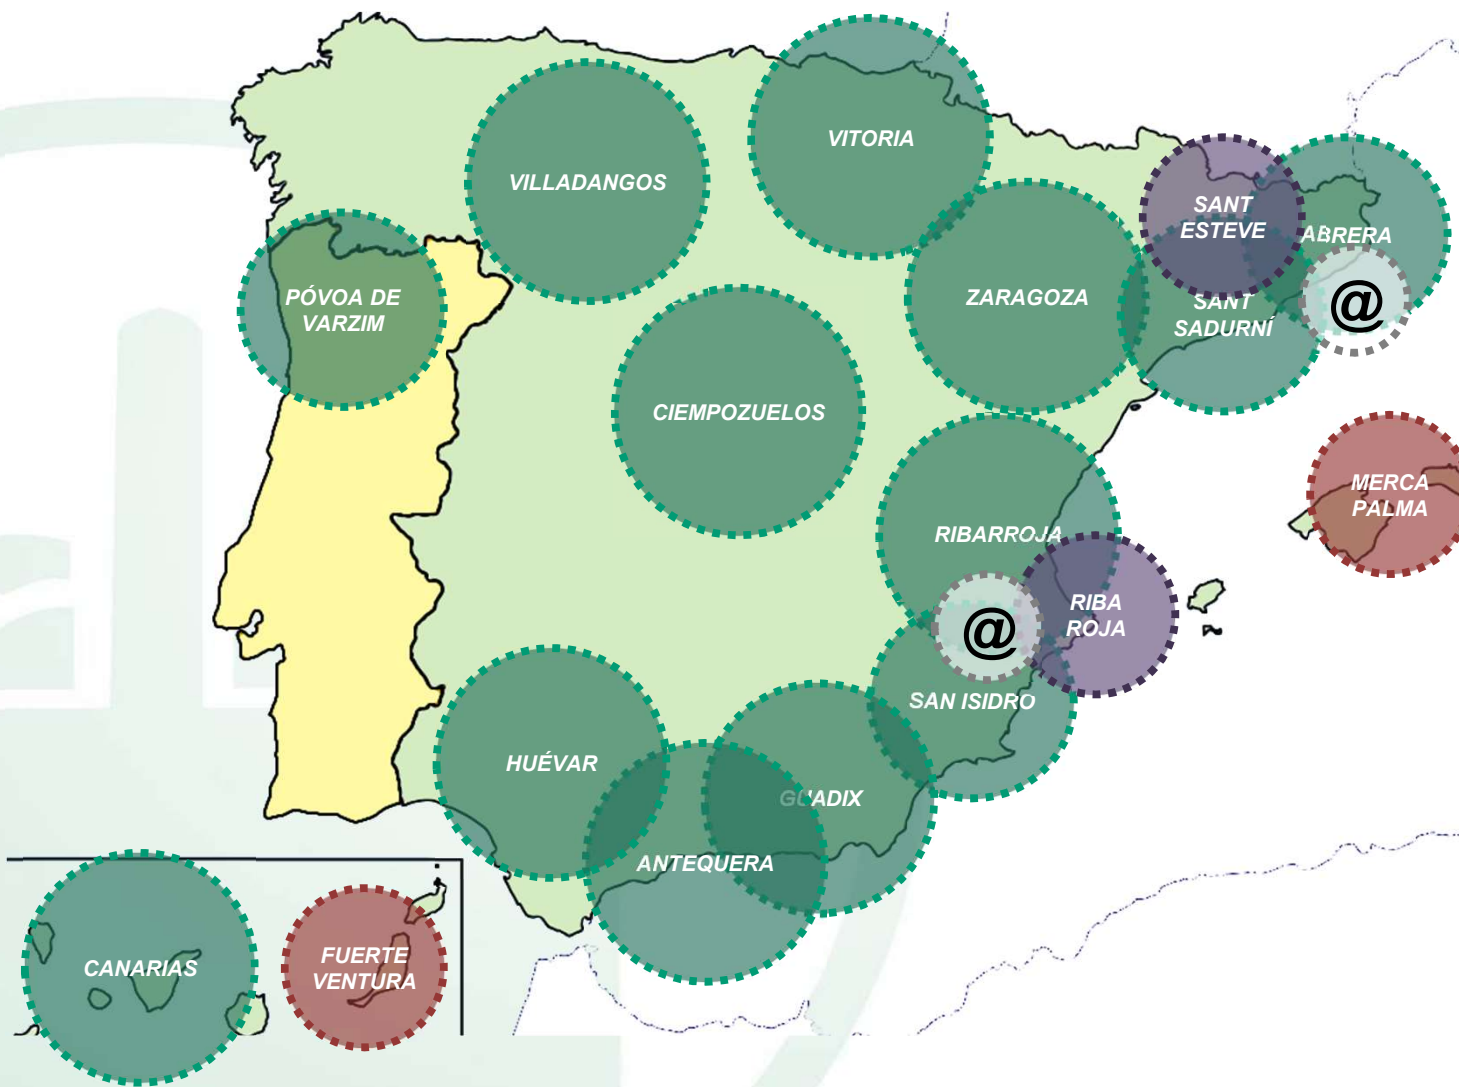 VITORIA
VILLADANGOS
SANT
ESTEVE
ABRERA
PÓVOA DE
VARZIM
ZARAGOZA
SANT
SADURNÍ
@
CIEMPOZUELOS
MERCA
PALMA
RIBARROJA
RIBA
ROJA
@
SAN ISIDRO
HUÉVAR
GUADIX
ANTEQUERA
CANARIAS
FUERTE
VENTURA